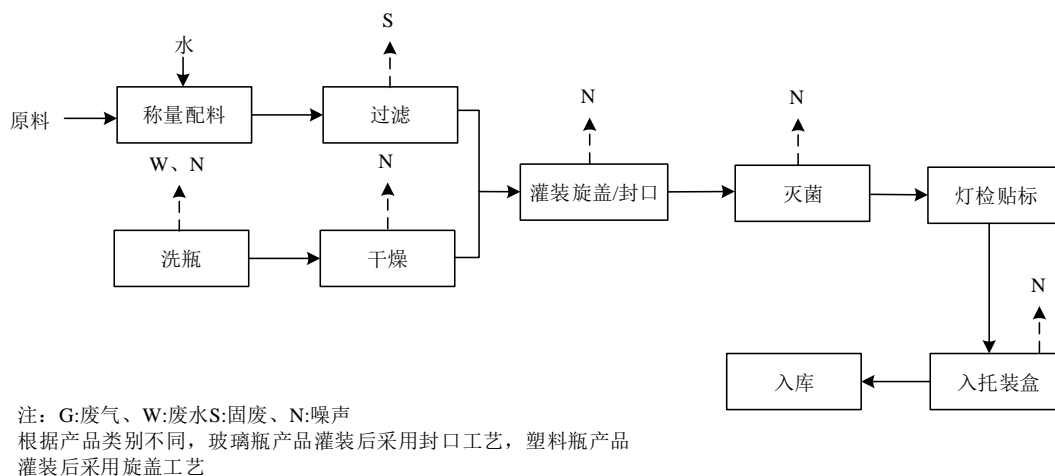 S
水
原料
称量配料
过滤
W、N
N
洗瓶
干燥
N
灌装旋盖/封口
N
灭菌
灯检贴标
N
入托装盒
入库
注：G:废气、W:废水S:固废、N:噪声
根据产品类别不同，玻璃瓶产品灌装后采用封口工艺，塑料瓶产品
灌装后采用旋盖工艺